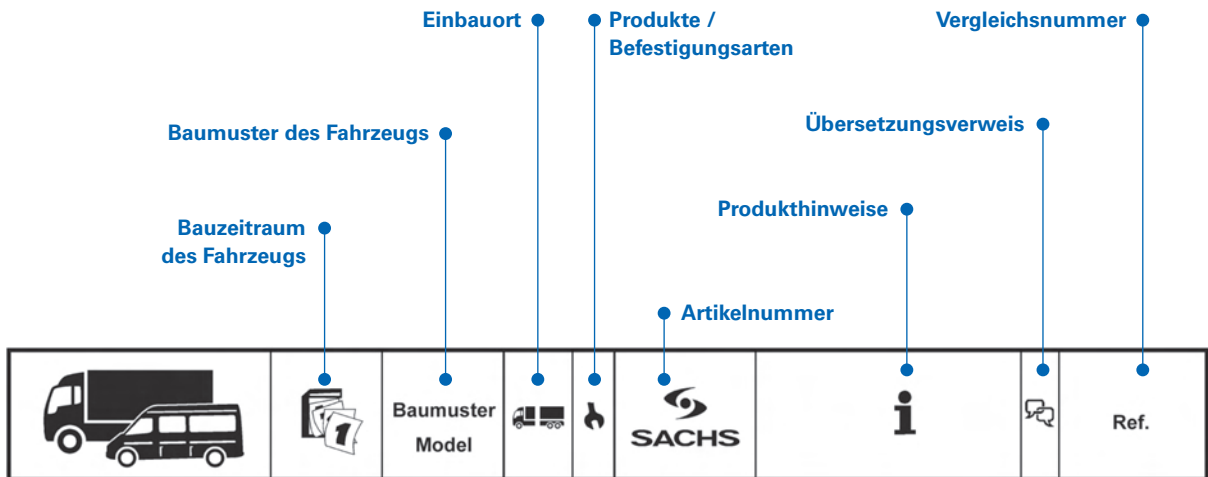 Einbauort
Produkte /
Befestigungsarten
Vergleichsnummer
Baumuster des Fahrzeugs
Übersetzungsverweis
Bauzeitraum
des Fahrzeugs
Produkthinweise
Artikelnummer
1
Baumuster
Model
SACHS
i
Ref.